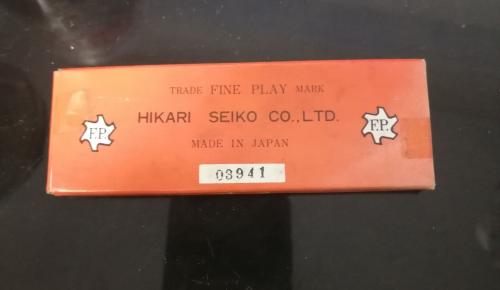 TRADE FINE PLAY MARK
HIKARI SEIKO CO.,LTD.
F.P.
F.P.
MADE IN JAPAN
03941